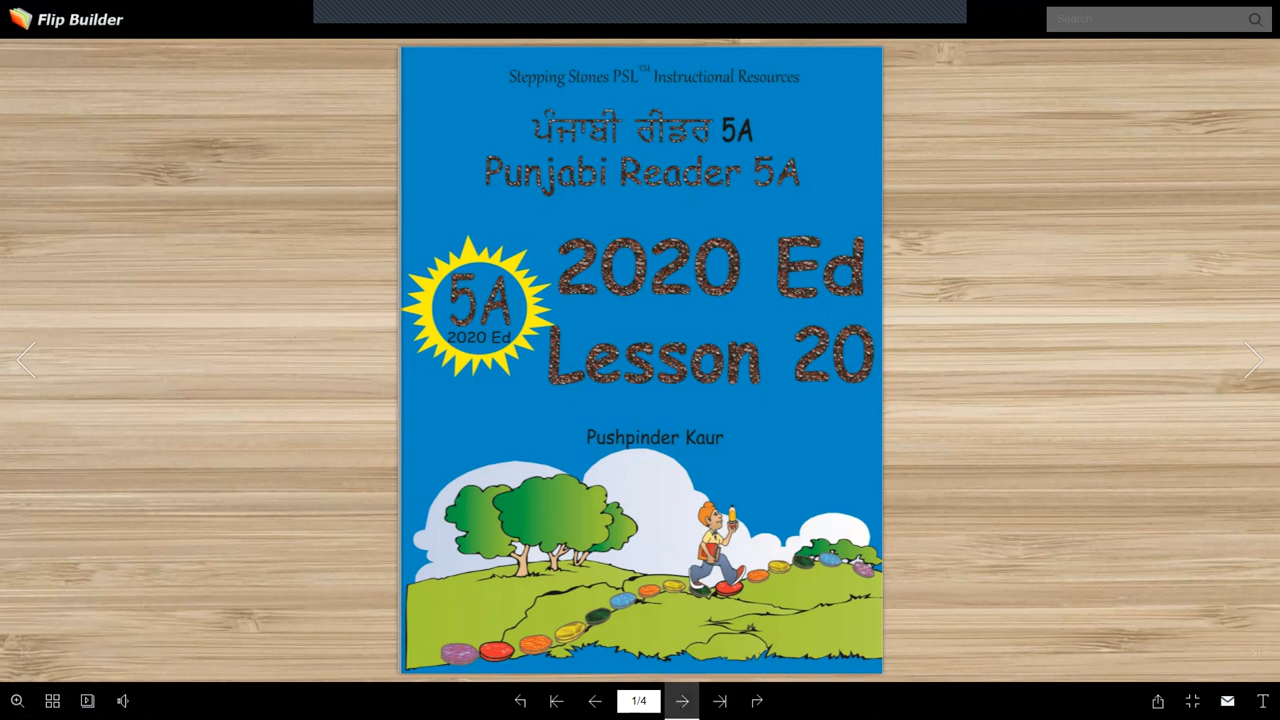 Flip Builder
Search
Stepping Stones PSL™ Instructional Resources
ਪੰਜਾਬੀ ਰੀਡਰ 5A
Punjabi Reader 5A
2020 Ed
5A
2020 Ed
Lesson 20
Pushpinder Kaur
1/4